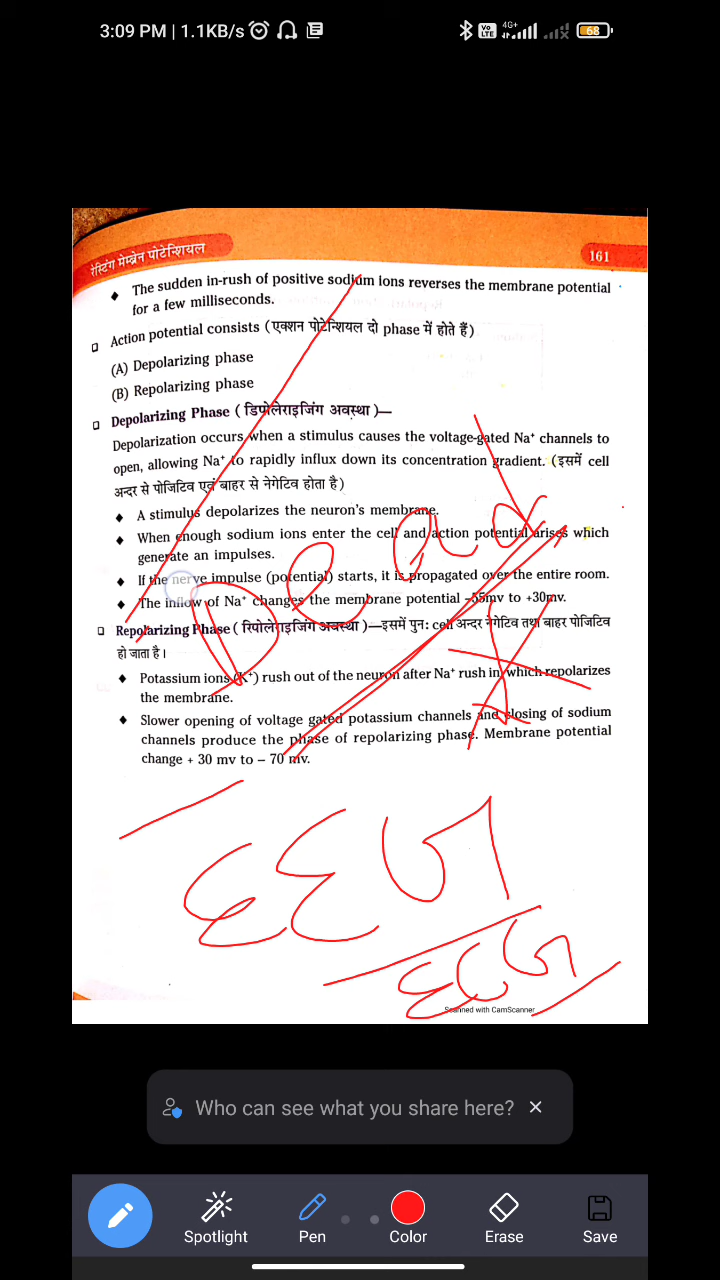 3:09 PM | 1.1KB/s
Vo LTE 4G+ 68
रेस्टिंग मेम्ब्रेन पोटेन्शियल
161
♦ The sudden in-rush of positive sodium ions reverses the membrane potential
for a few milliseconds.
❑ Action potential consists (एक्शन पोटेन्शियल दो phase में होते हैं)
(A) Depolarizing phase
(B) Repolarizing phase
❑ Depolarizing Phase ( डिपोलेराइजिंग अवस्था )—
Depolarization occurs when a stimulus causes the voltage-gated Na⁺ channels to
open, allowing Na⁺ to rapidly influx down its concentration gradient. (इसमें cell
अन्दर से पोजिटिव एवं बाहर से नेगेटिव होता है)
♦ A stimulus depolarizes the neuron's membrane.
♦ When enough sodium ions enter the cell and action potential arises which
generate an impulses.
♦ If the nerve impulse (potential) starts, it is propagated over the entire room.
♦ The inflow of Na⁺ changes the membrane potential -55mv to +30mv.
❑ Repolarizing Phase ( रिपोलेराइजिंग अवस्था )—इसमें पुन: cell अन्दर नेगेटिव तथा बाहर पोजिटिव
हो जाता है।
♦ Potassium ions (K⁺) rush out of the neuron after Na⁺ rush in which repolarizes
the membrane.
♦ Slower opening of voltage gated potassium channels and closing of sodium
channels produce the phase of repolarizing phase. Membrane potential
change + 30 mv to – 70 mv.
Scanned with CamScanner
Who can see what you share here? ×
Spotlight Pen Color Erase Save